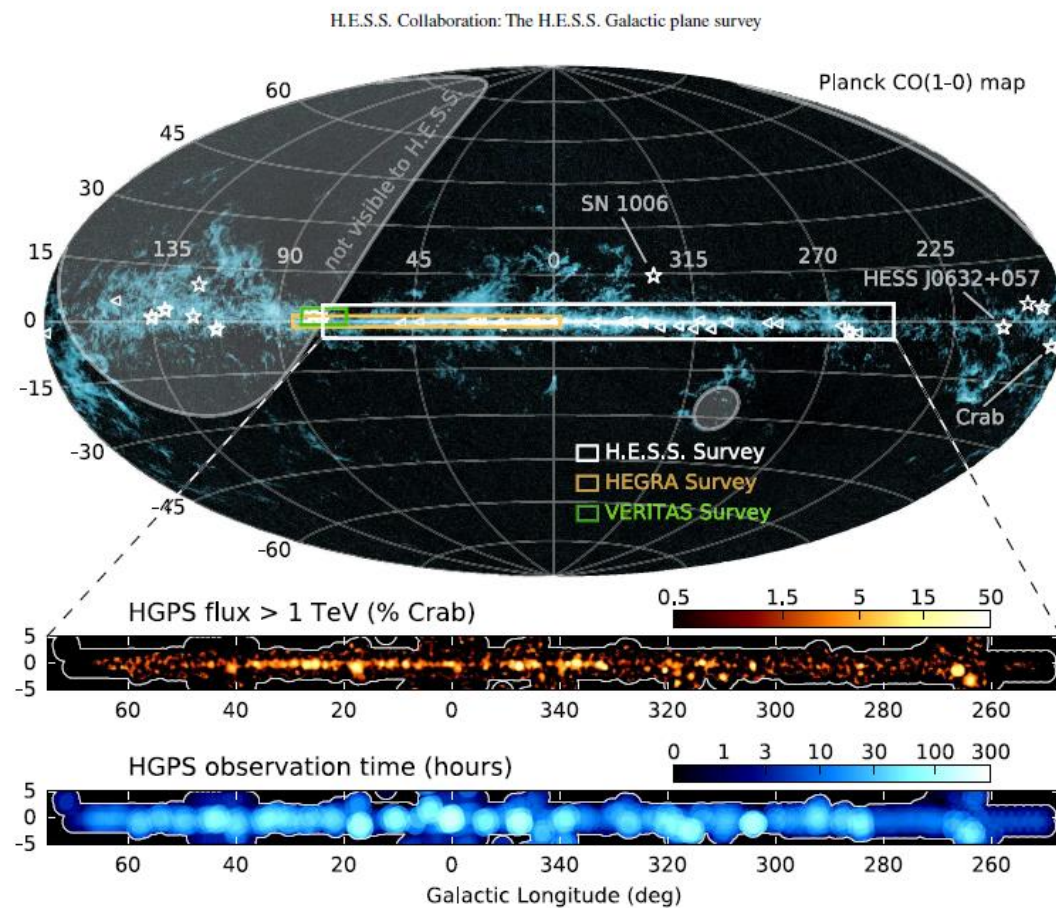 H.E.S.S. Collaboration: The H.E.S.S. Galactic plane survey
Planck CO(1-0) map
60
45
30
15
0
-15
-30
-45
-60
not visible to H.E.S.S.
SN 1006
135 90 45 0 315 270 225
HESS J0632+057
Crab
H.E.S.S. Survey
HEGRA Survey
VERITAS Survey
HGPS flux > 1 TeV (% Crab)
0.5 1.5 5 15 50
5
0
-5
60 40 20 0 340 320 300 280 260
HGPS observation time (hours)
0 1 3 10 30 100 300
5
0
-5
60 40 20 0 340 320 300 280 260
Galactic Longitude (deg)